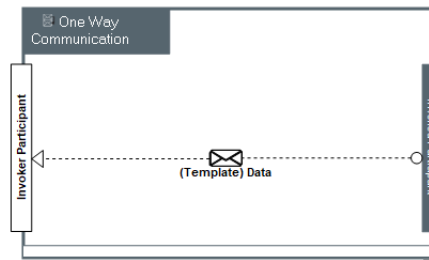 One Way
Communication
Invoker Participant
(Template) Data